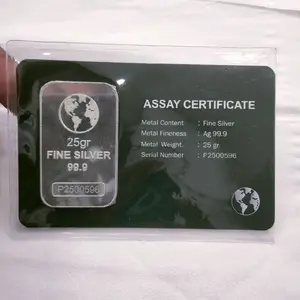 25gr
FINE SILVER
99.9
P2500596
ASSAY CERTIFICATE
Metal Content : Fine Silver
Metal Fineness : Ag 99.9
Metal Weight. : 25 gr
Serial Number : P2500596